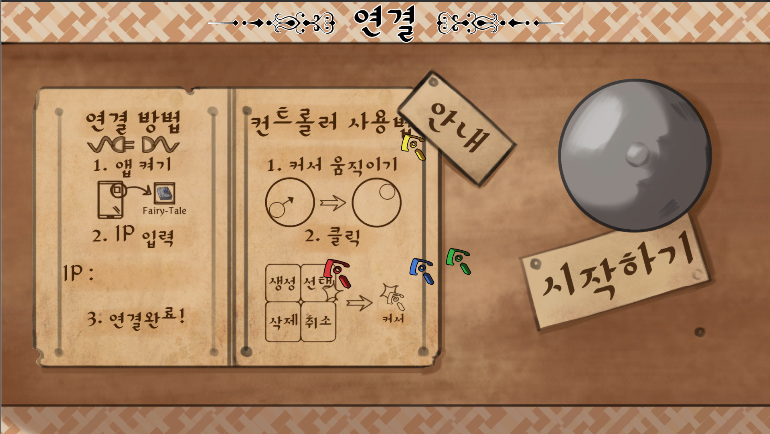 연결
안내
연결 방법
1. 앱 켜기
Fairy-Tale
2. IP 입력
IP :
3. 연결완료!
컨트롤러 사용법
1. 커서 움직이기
2. 클릭
생성 선택
삭제 취소
커서
시작하기